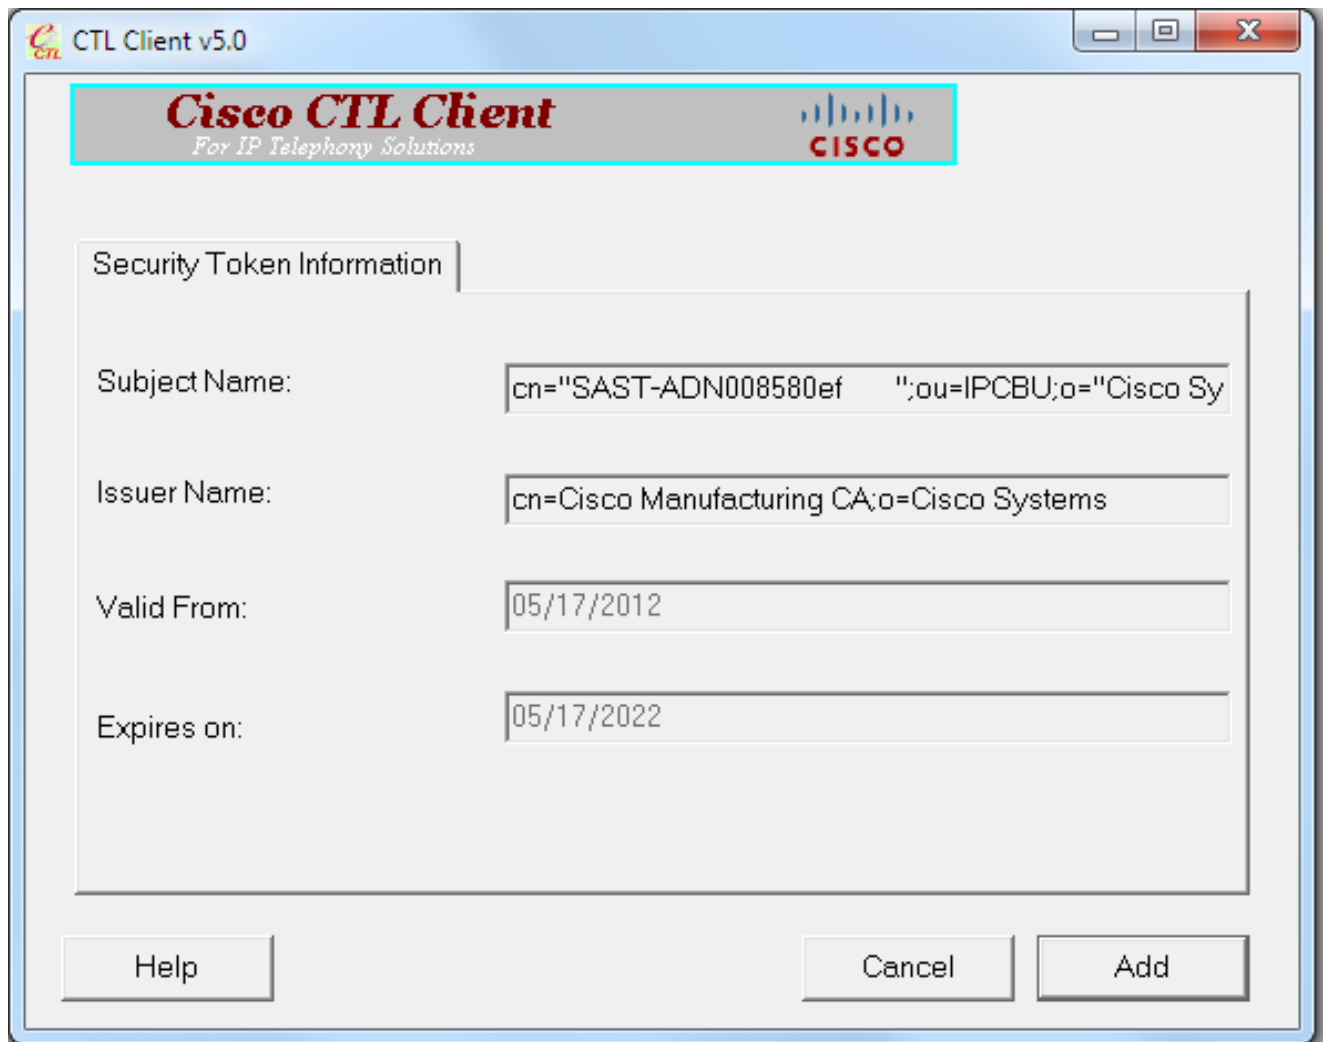 CTL Client v5.0
Cisco CTL Client
For IP Telephony Solutions
CISCO
Security Token Information
Subject Name: cn="SAST-ADN008580ef ";ou=IPCBU;o="Cisco Sy
Issuer Name: cn=Cisco Manufacturing CA;o=Cisco Systems
Valid From: 05/17/2012
Expires on: 05/17/2022
Help Cancel Add